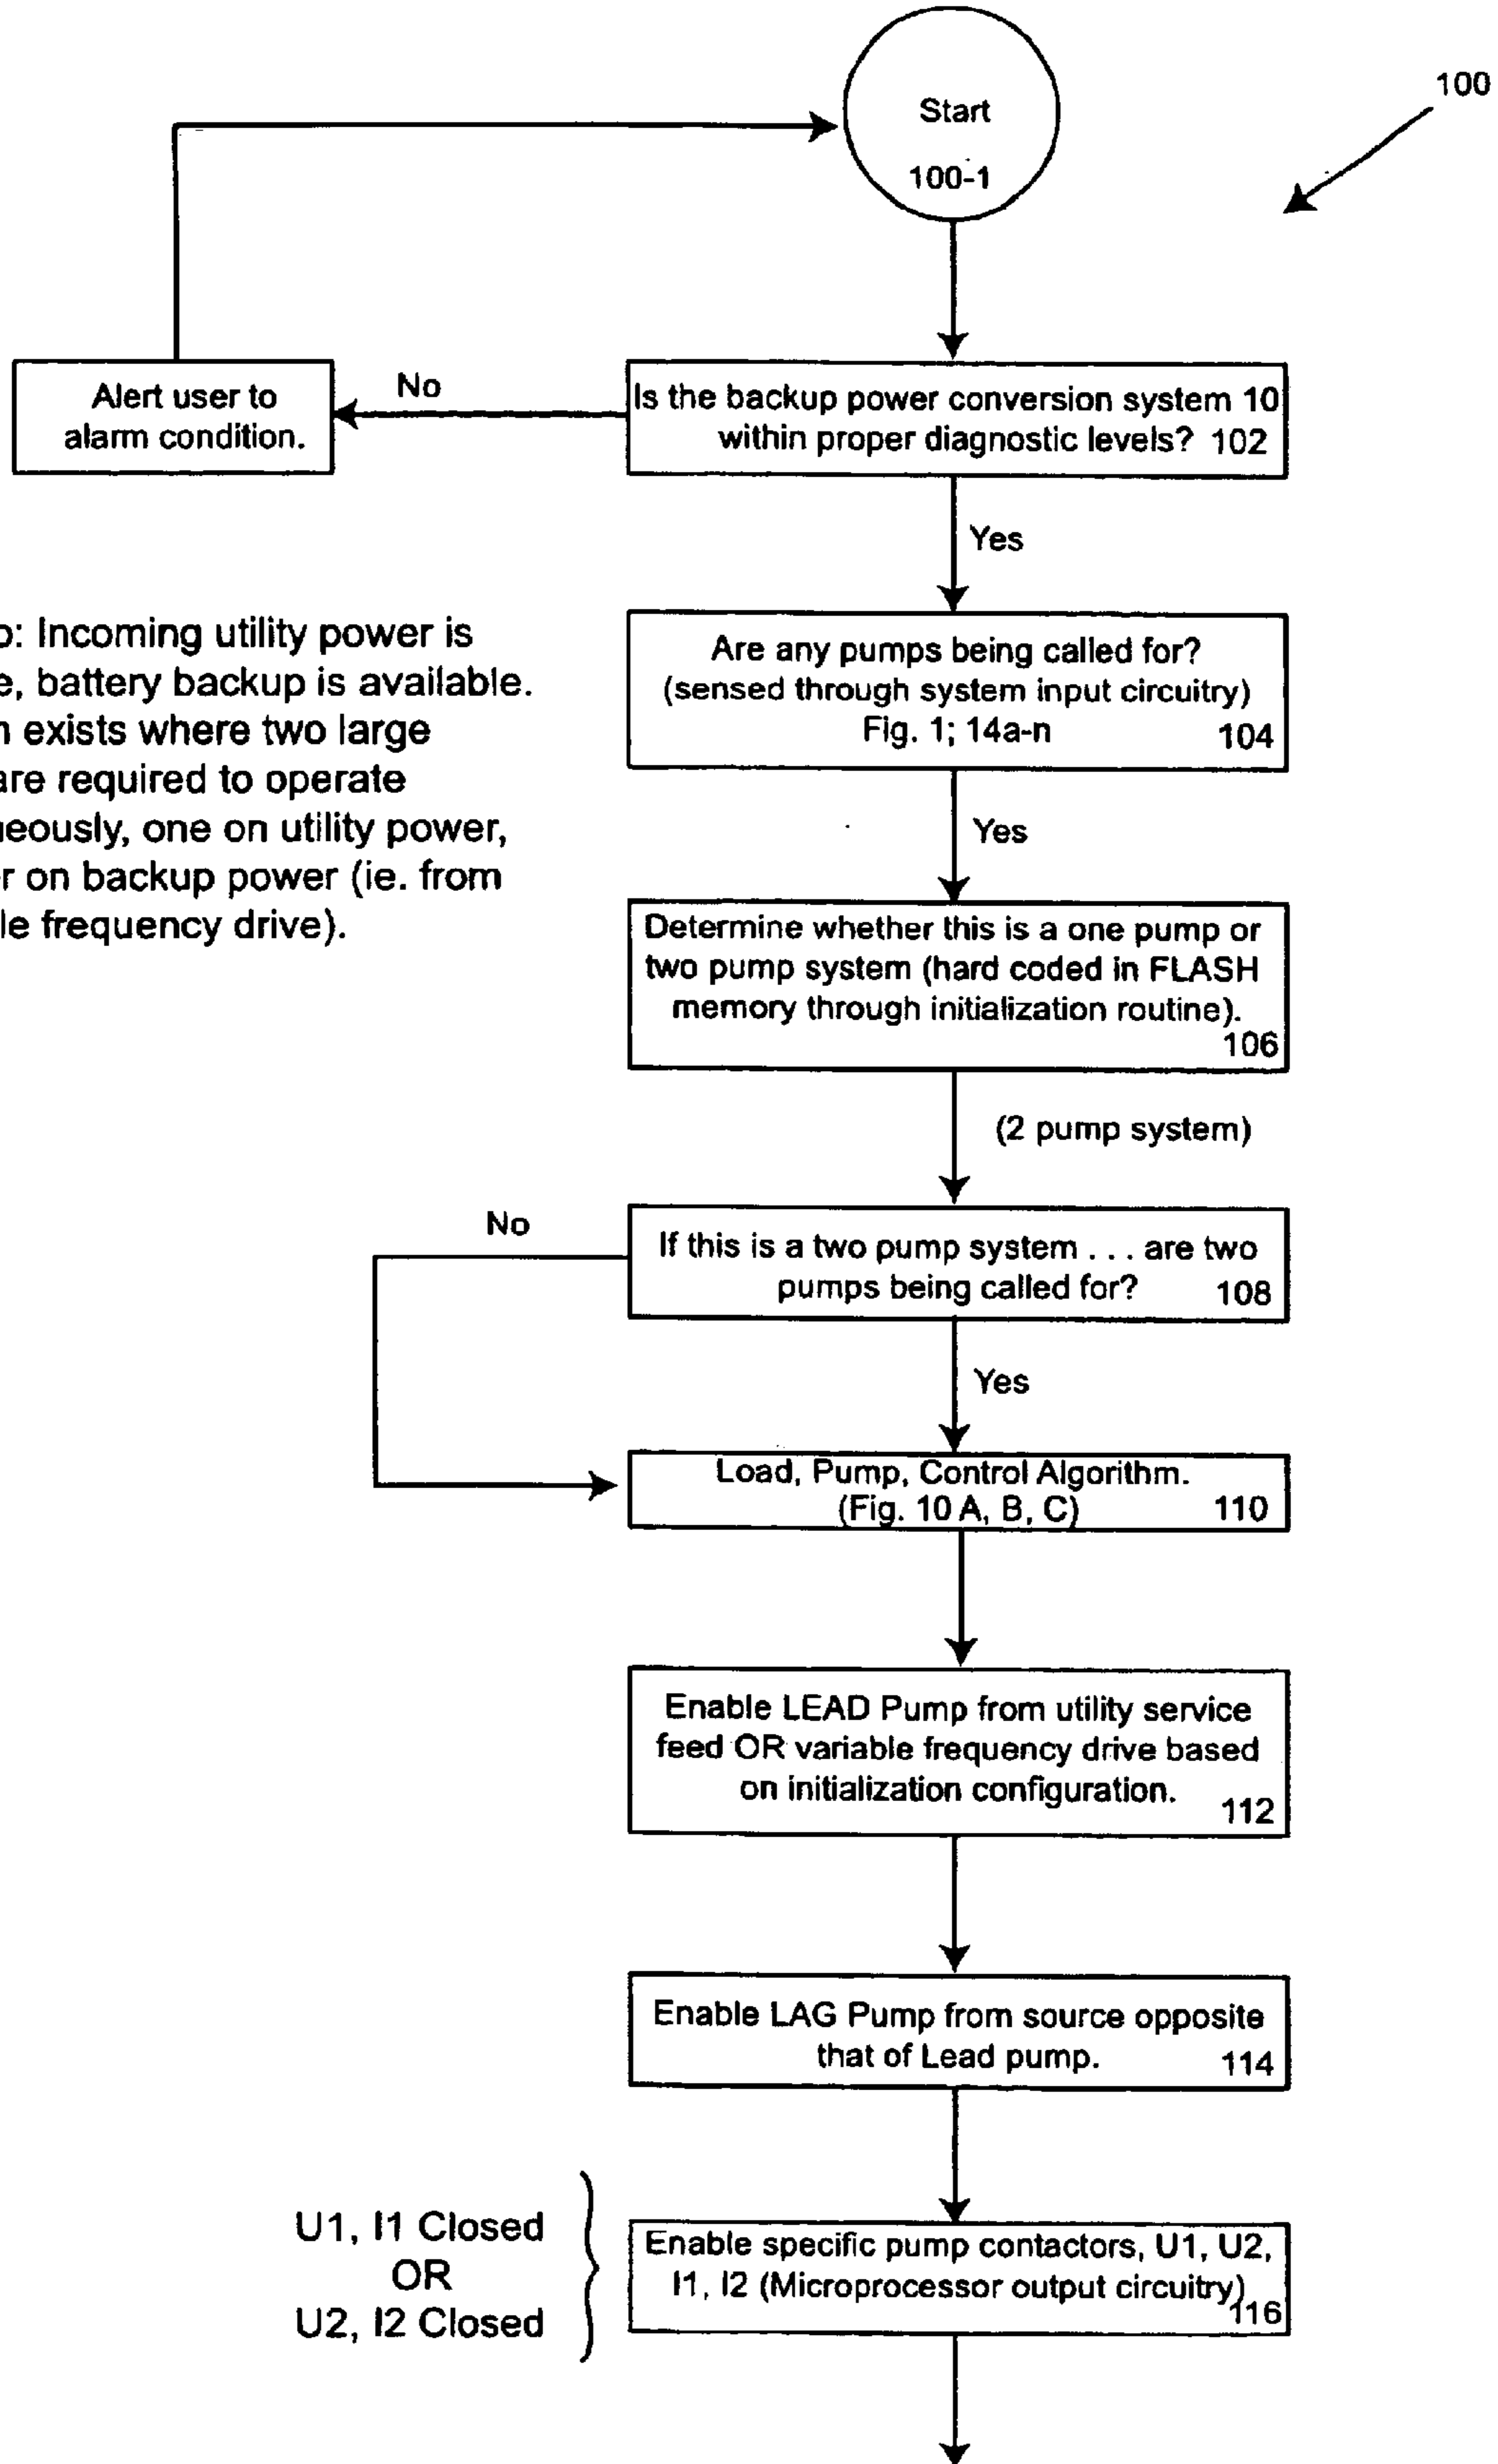 100
Start
100-1
Alert user to
alarm condition.
No
Is the backup power conversion system 10
within proper diagnostic levels? 102
Yes
Incoming utility power is
battery backup is available.
exists where two large
are required to operate
one on utility power,
on backup power (ie. from
frequency drive).
Are any pumps being called for?
(sensed through system input circuitry)
Fig. 1; 14a-n 104
Yes
Determine whether this is a one pump or
two pump system (hard coded in FLASH
memory through initialization routine).
106
(2 pump system)
No
If this is a two pump system . . . are two
pumps being called for? 108
Yes
Load, Pump, Control Algorithm.
(Fig. 10 A, B, C) 110
Enable LEAD Pump from utility service
feed OR variable frequency drive based
on initialization configuration.
112
Enable LAG Pump from source opposite
that of Lead pump. 114
U1, I1 Closed
OR
U2, I2 Closed
Enable specific pump contactors, U1, U2,
I1, I2 (Microprocessor output circuitry)
116